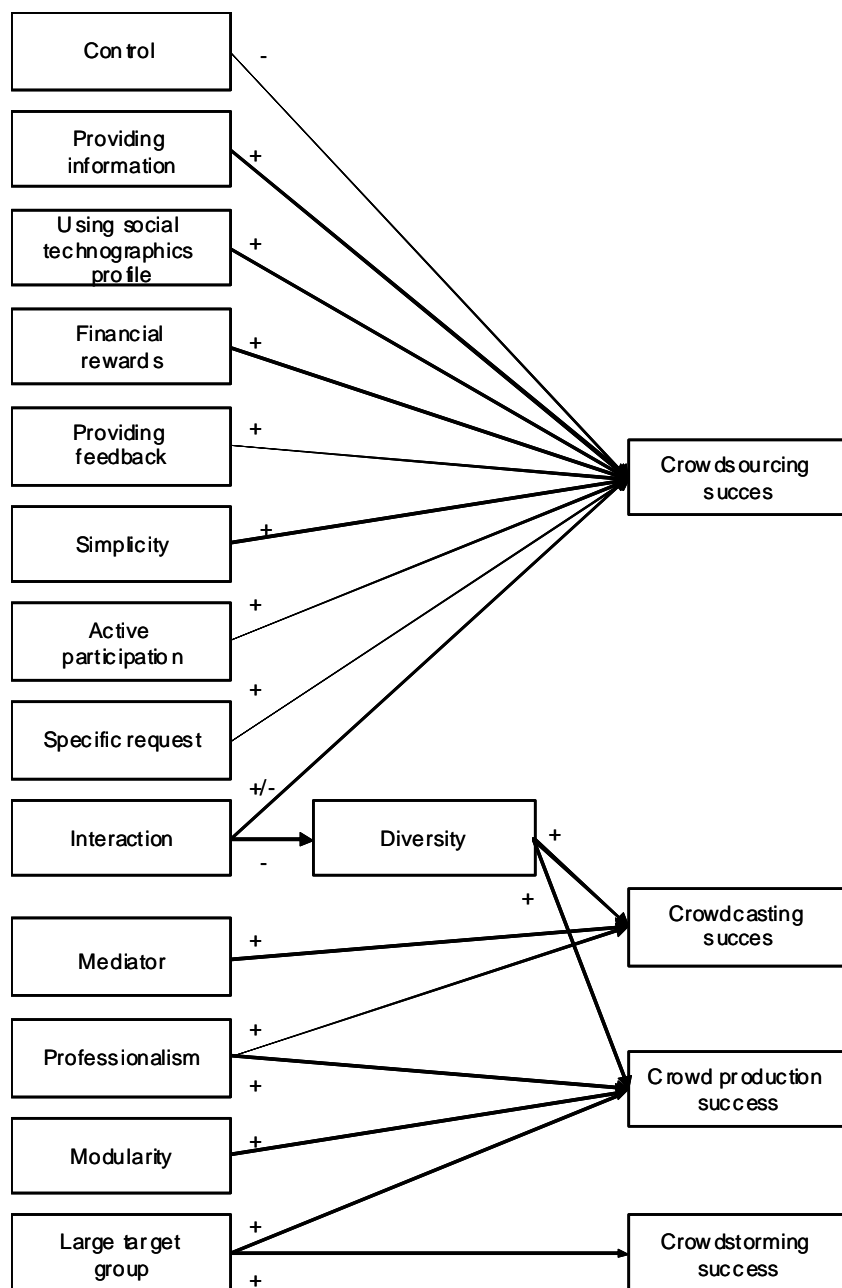 Control
-
Providing
information
+
Using social
technographics
profile
+
Financial
rewards
+
Providing
feedback
+
Crowdsourcing
succes
Simplicity
+
Active
participation
+
Specific request
+
Interaction
+/-
-
Diversity
+
+
Crowdcasting
succes
Mediator
+
Professionalism
+
+
Crowd production
success
Modularity
+
Large target
group
+
+
Crowdstorming
success